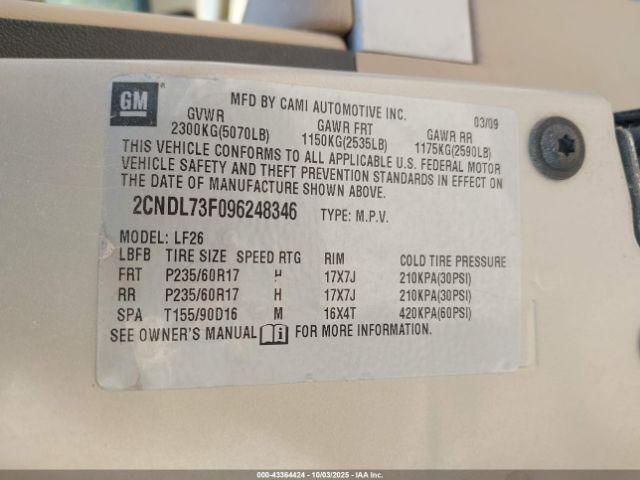 GM
MFD BY CAMI AUTOMOTIVE INC.
03/09
GVWR GAWR FRT GAWR RR
2300KG(5070LB) 1150KG(2535LB) 1175KG(2590LB)
THIS VEHICLE CONFORMS TO ALL APPLICABLE U.S. FEDERAL MOTOR
VEHICLE SAFETY AND THEFT PREVENTION STANDARDS IN EFFECT ON
THE DATE OF MANUFACTURE SHOWN ABOVE.
2CNDL73F096248346 TYPE: M.P.V.
MODEL: LF26
LBFB TIRE SIZE SPEED RTG RIM COLD TIRE PRESSURE
FRT P235/60R17 H 17X7J 210KPA(30PSI)
RR P235/60R17 H 17X7J 210KPA(30PSI)
SPA T155/90D16 M 16X4T 420KPA(60PSI)
SEE OWNER'S MANUAL i FOR MORE INFORMATION.
000-43364424 - 10/03/2025 - IAAI.COM